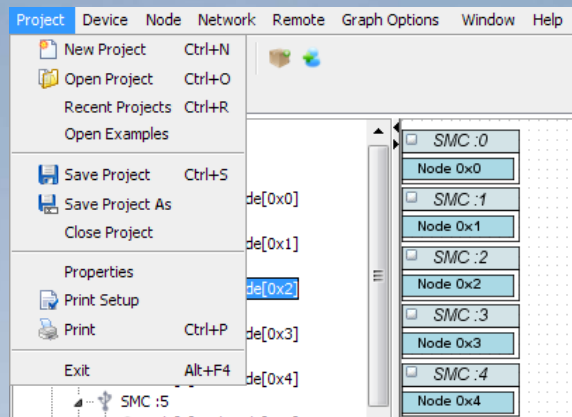 Project Device Node Network Remote Graph Options Window Help
New Project Ctrl+N
Open Project Ctrl+O
Recent Projects Ctrl+R
Open Examples
Save Project Ctrl+S
Save Project As
Close Project
Properties
Print Setup
Print Ctrl+P
Exit Alt+F4
de[0x0]
de[0x1]
de[0x2]
de[0x3]
de[0x4]
SMC :5
SMC :0
Node 0x0
SMC :1
Node 0x1
SMC :2
Node 0x2
SMC :3
Node 0x3
SMC :4
Node 0x4